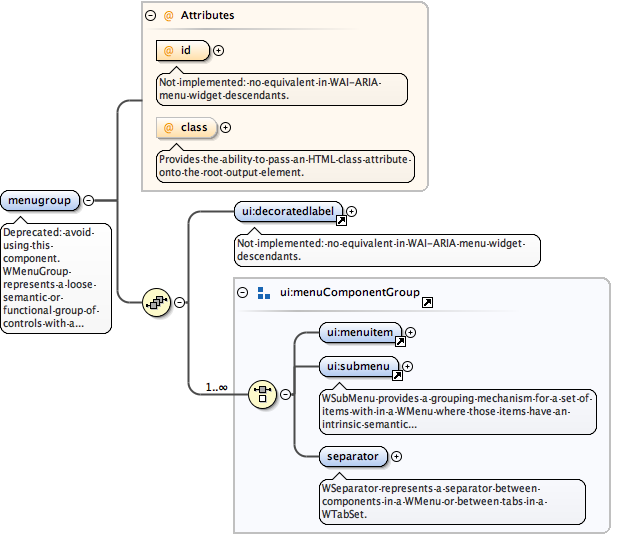 Attributes
@ id
Not-implemented:-no-equivalent-in-WAI-ARIA-
menu-widget-descendants.
@ class
Provides-the-ability-to-pass-an-HTML-class-attribute-
onto-the-root-output-element.
menugroup
Deprecated:-avoid-
using-this-
component.
WMenuGroup-
represents-a-loose-
semantic-or-
functional-group-of-
controls-with-a...
ui:decoratedlabel
Not-implemented:-no-equivalent-in-WAI-ARIA-menu-widget-
descendants.
ui:menuComponentGroup
1..∞
ui:menuitem
ui:submenu
WSubMenu-provides-a-grouping-mechanism-for-a-set-of-
items-with-in-a-WMenu-where-those-items-have-an-
intrinsic-semantic...
separator
WSeparator-represents-a-separator-between-
components-in-a-WMenu-or-between-tabs-in-a-
WTabSet.